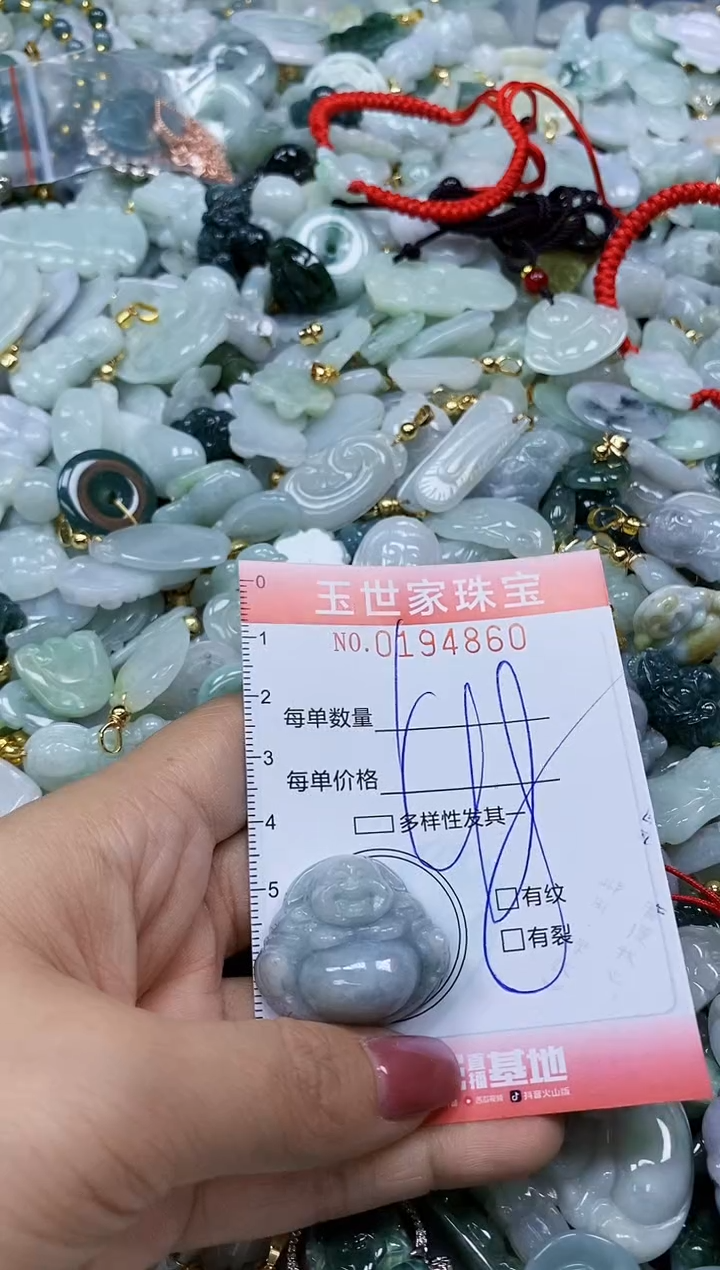 玉世家珠宝
NO.0194860
0
1
每单数量
2
每单价格
3
多样性发其一
4
有纹
5
有裂
直播基地
抖音火山版